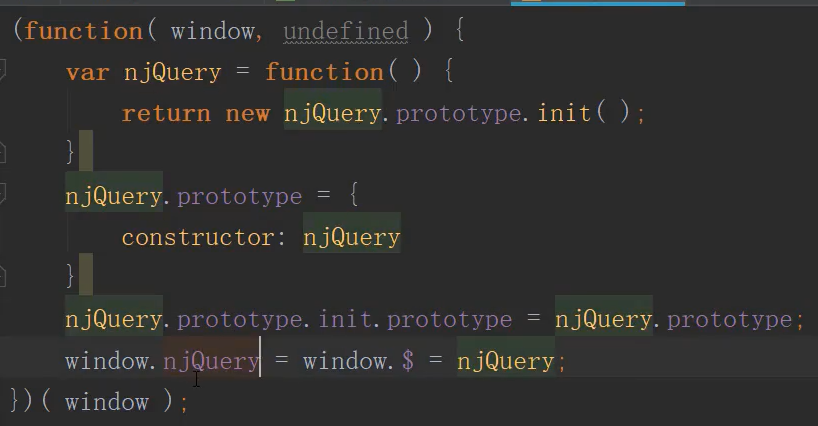 (function( window, undefined ) {
    var njQuery = function( ) {
        return new njQuery.prototype.init( );
    }
    njQuery.prototype = {
        constructor: njQuery
    }
    njQuery.prototype.init.prototype = njQuery.prototype;
    window.njQuery = window.$ = njQuery;
})( window );